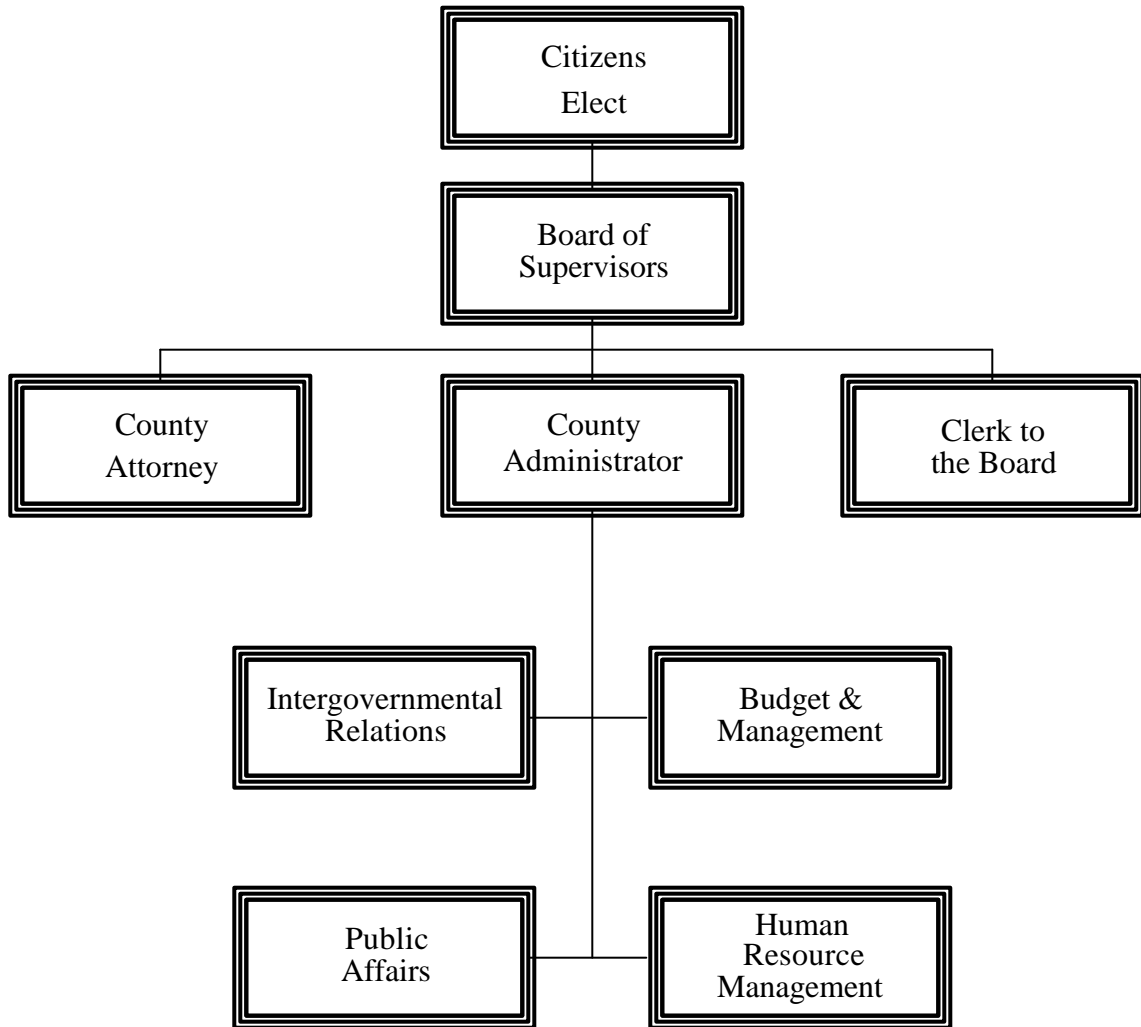 Citizens
Elect
Board of
Supervisors
County
Attorney
County
Administrator
Clerk to
the Board
Intergovernmental
Relations
Budget &
Management
Public
Affairs
Human
Resource
Management